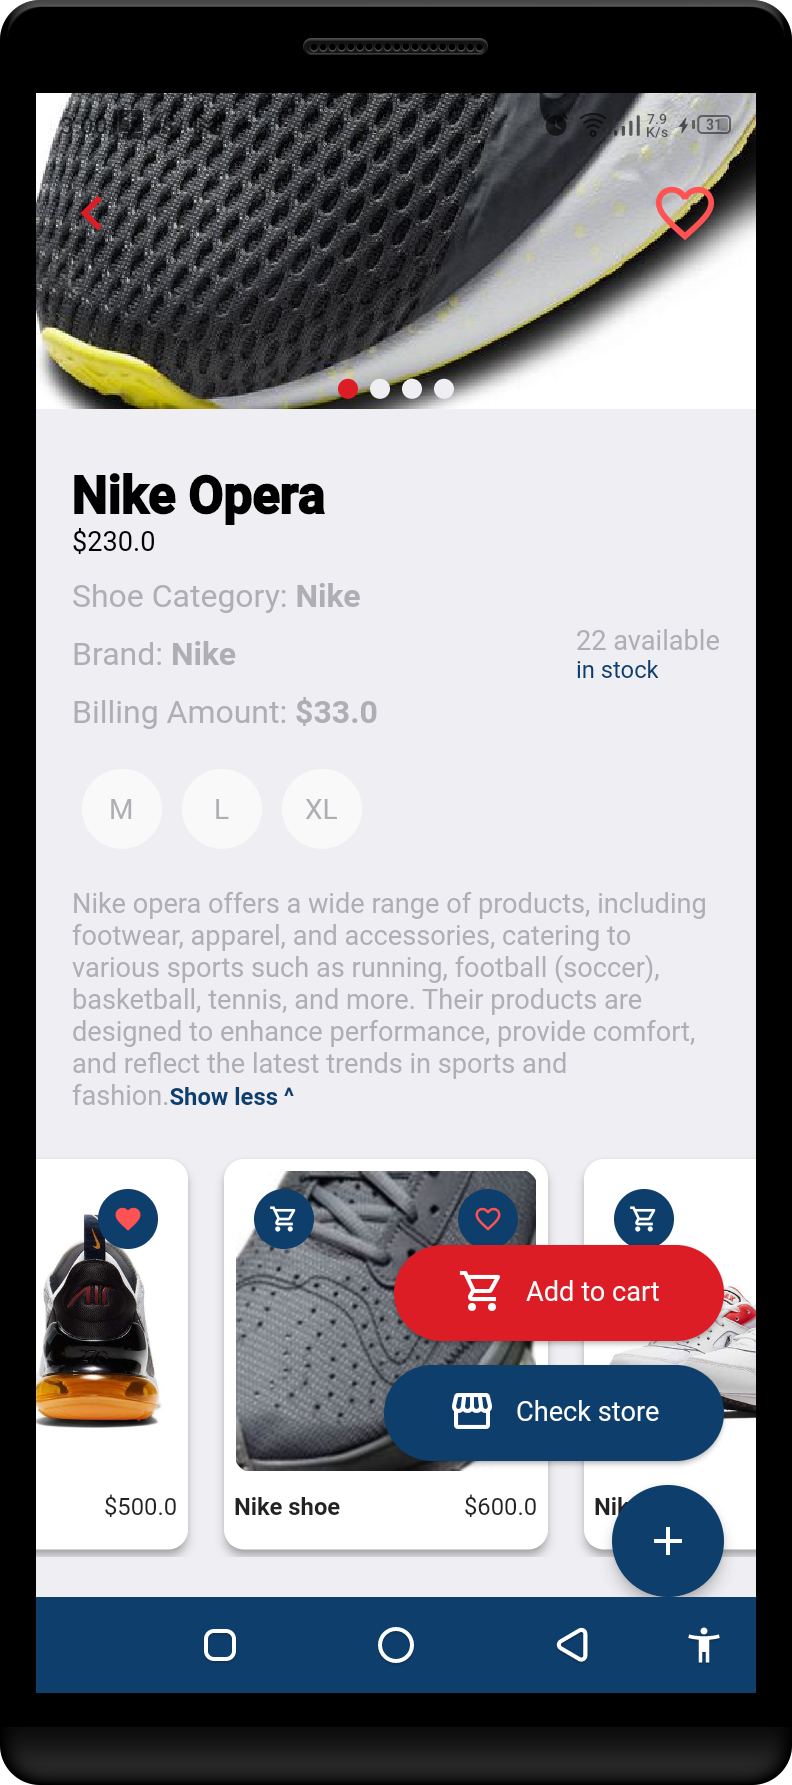 7.9
K/s
31
Nike Opera
$230.0
Shoe Category: Nike
Brand: Nike
22 available
in stock
Billing Amount: $33.0
M L XL
Nike opera offers a wide range of products, including
footwear, apparel, and accessories, catering to
various sports such as running, football (soccer),
basketball, tennis, and more. Their products are
designed to enhance performance, provide comfort,
and reflect the latest trends in sports and
fashion.Show less ^
Add to cart
Check store
$500.0
Nike shoe $600.0